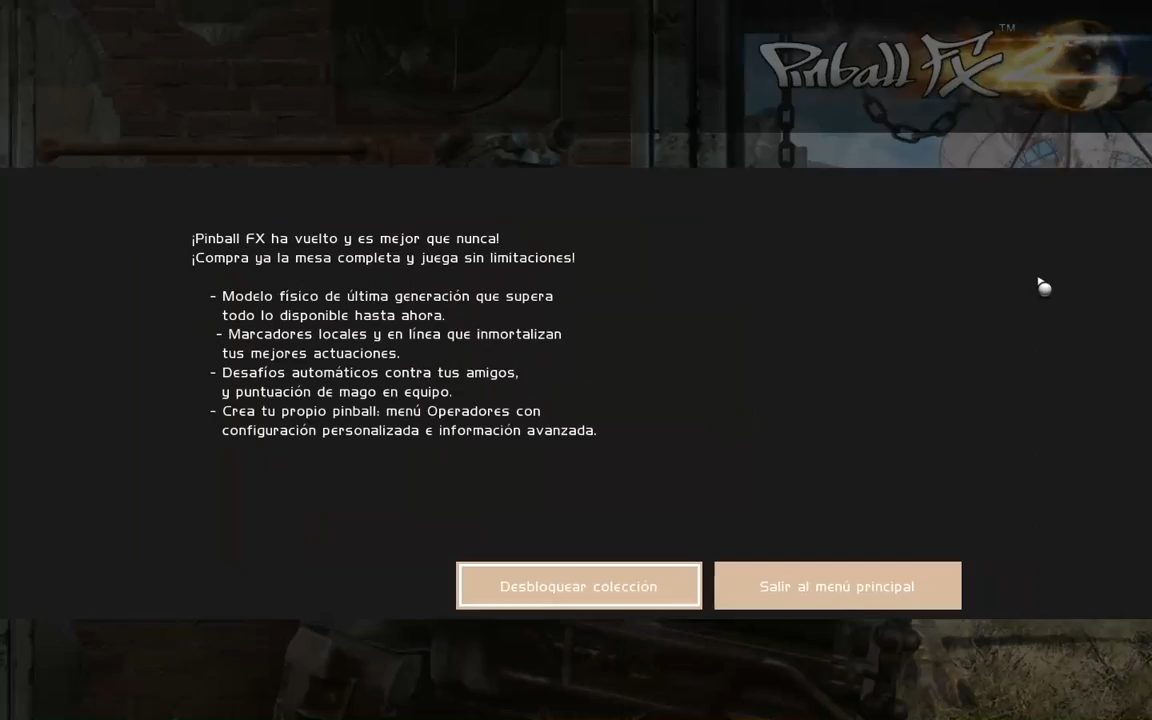 Pinball FX2™
¡Pinball FX ha vuelto y es mejor que nunca!
¡Compra ya la mesa completa y juega sin limitaciones!
- Modelo físico de última generación que supera
todo lo disponible hasta ahora.
- Marcadores locales y en línea que inmortalizan
tus mejores actuaciones.
- Desafíos automáticos contra tus amigos,
y puntuación de mago en equipo.
- Crea tu propio pinball: menú Operadores con
configuración personalizada e información avanzada.
Desbloquear colección
Salir al menú principal